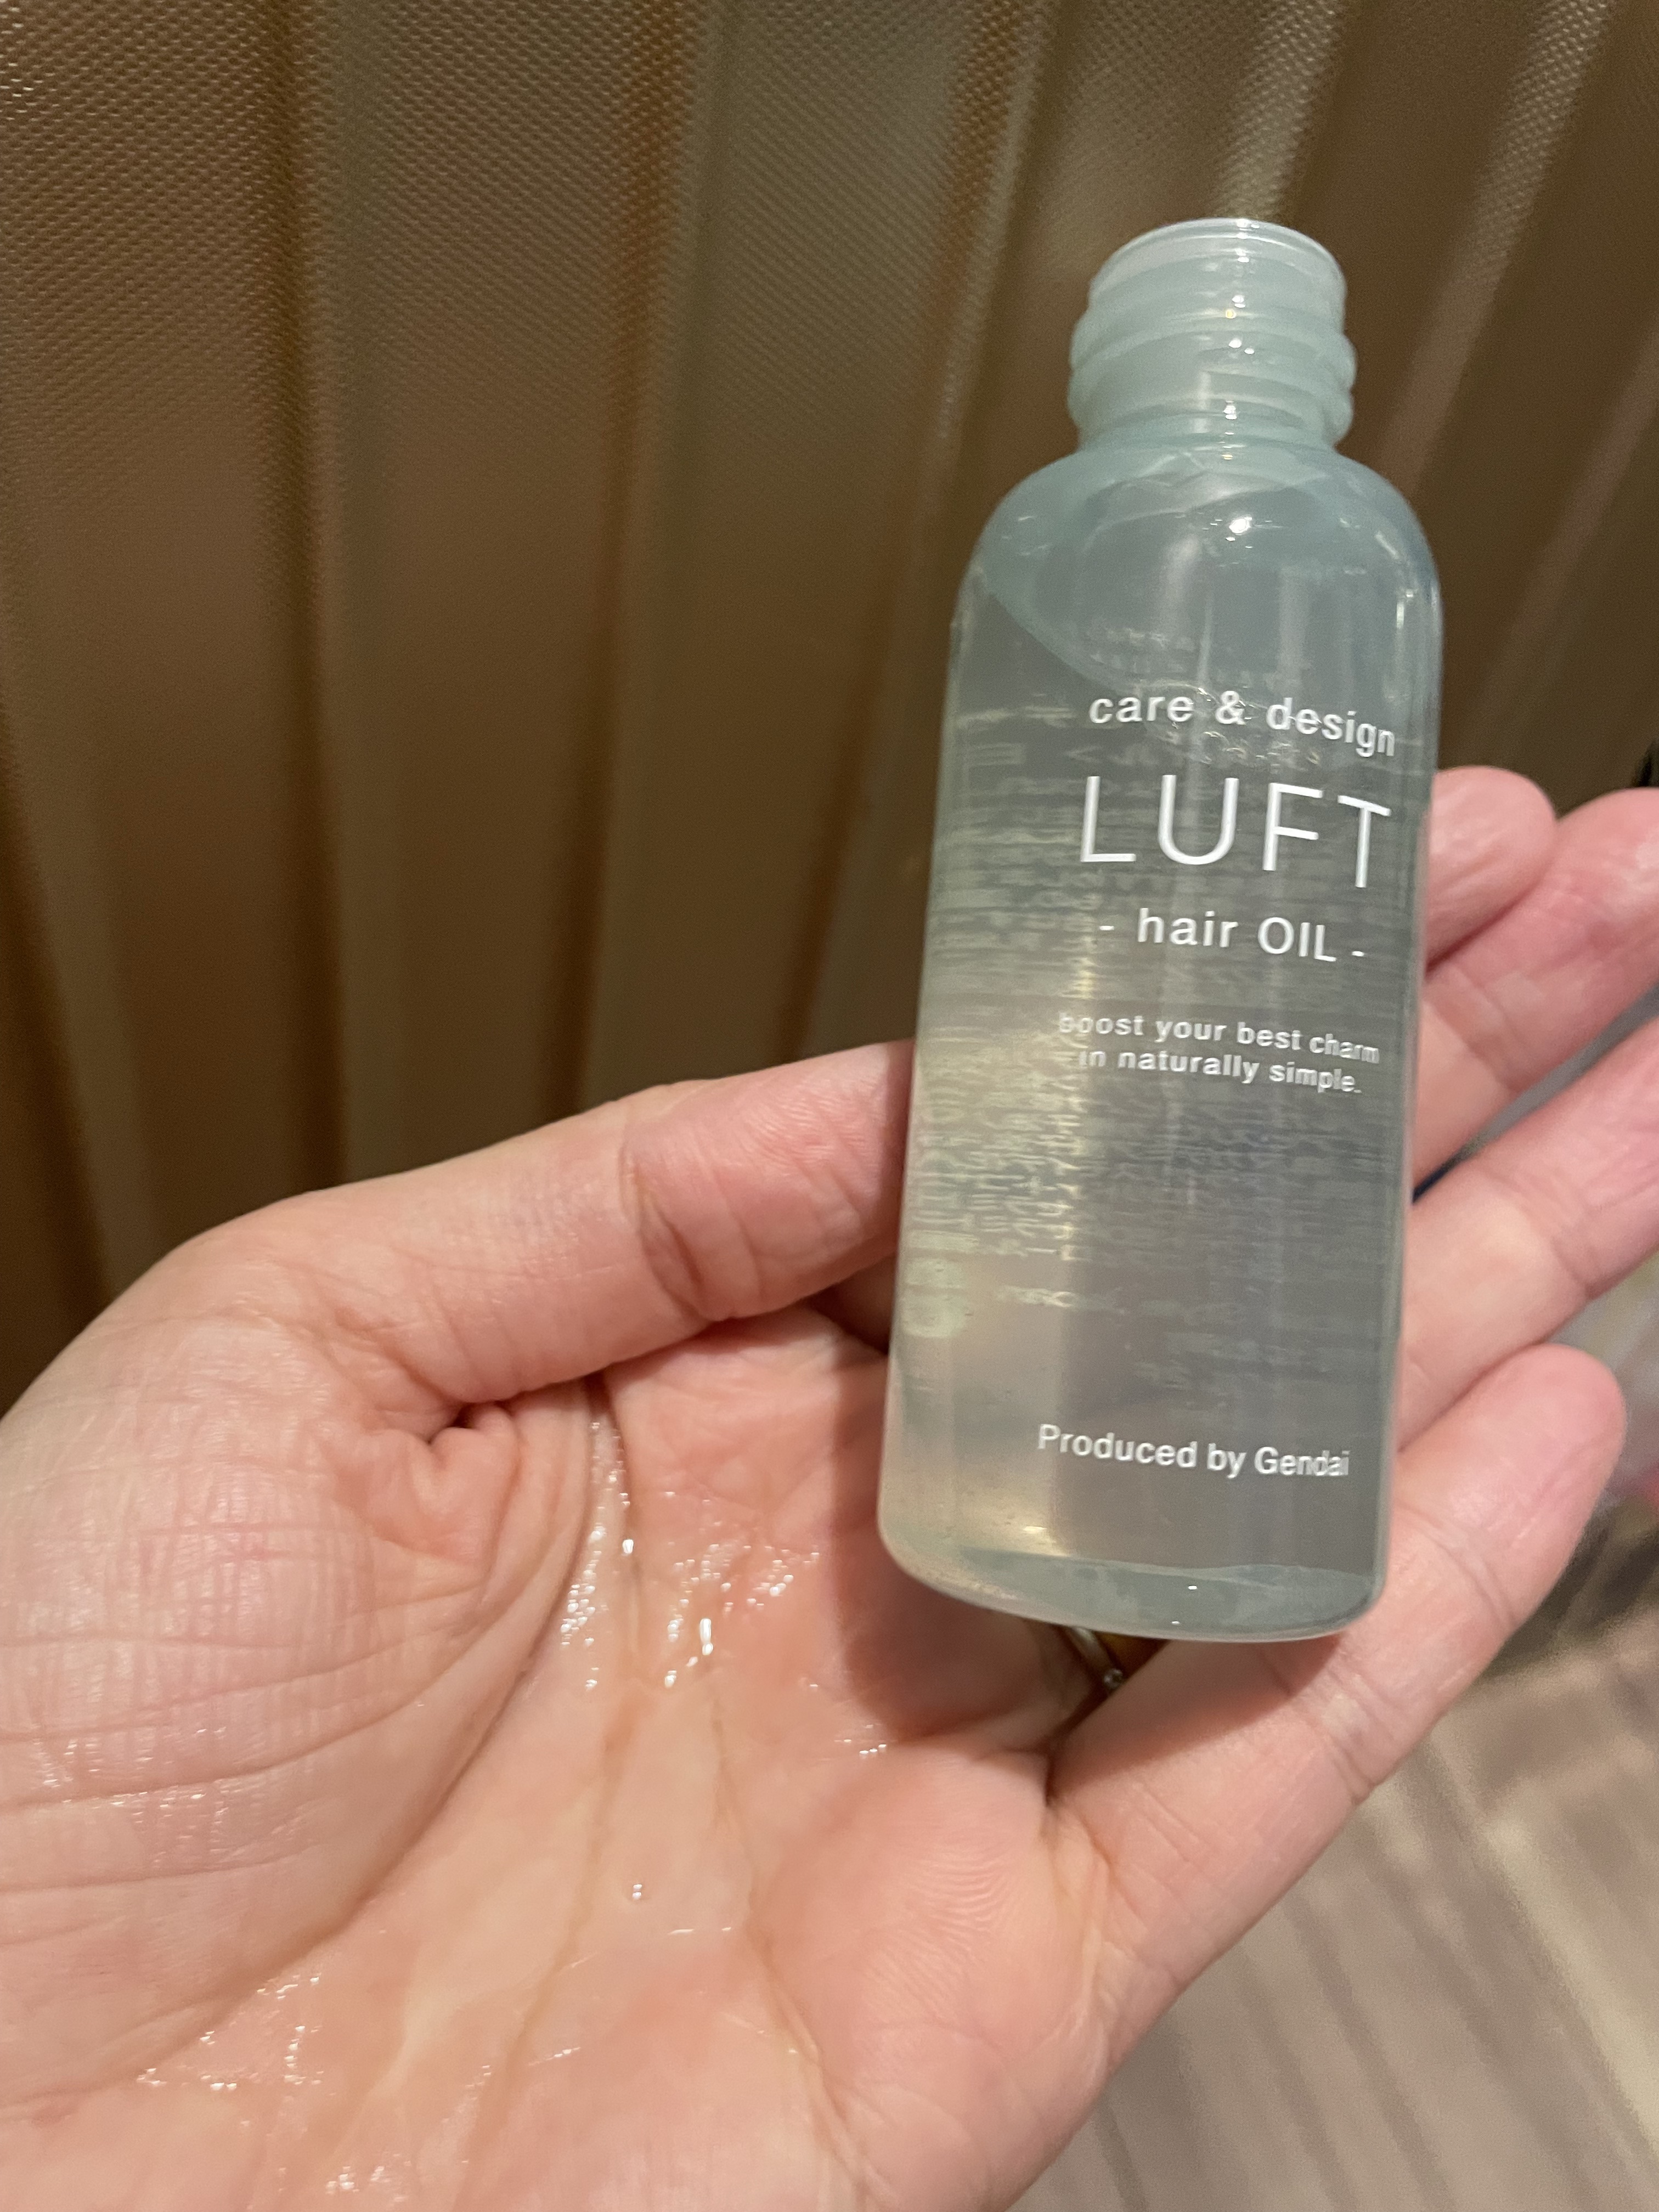 care & design
LUFT
- hair OIL -
boost your best charm
in naturally simple.
Produced by Gendai